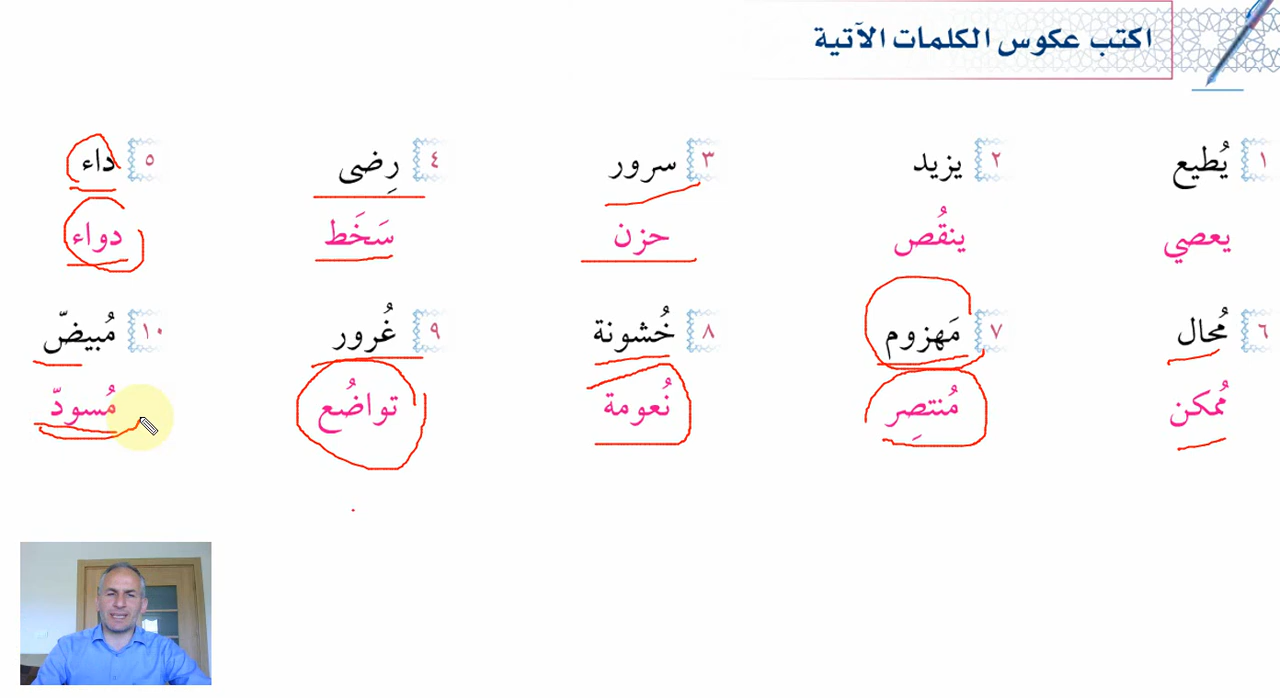 اكتب عكوس الكلمات الآتية
١ يُطيع ٢ يزيد ٣ سرور ٤ رِضى ٥ داء
يعصي ينقُص حزن سَخَط دواء
٦ مُحال ٧ مَهزوم ٨ خُشونة ٩ غُرور ١٠ مُبيضّ
مُمكن مُنتصِر نُعومة تواضُع مُسودّ